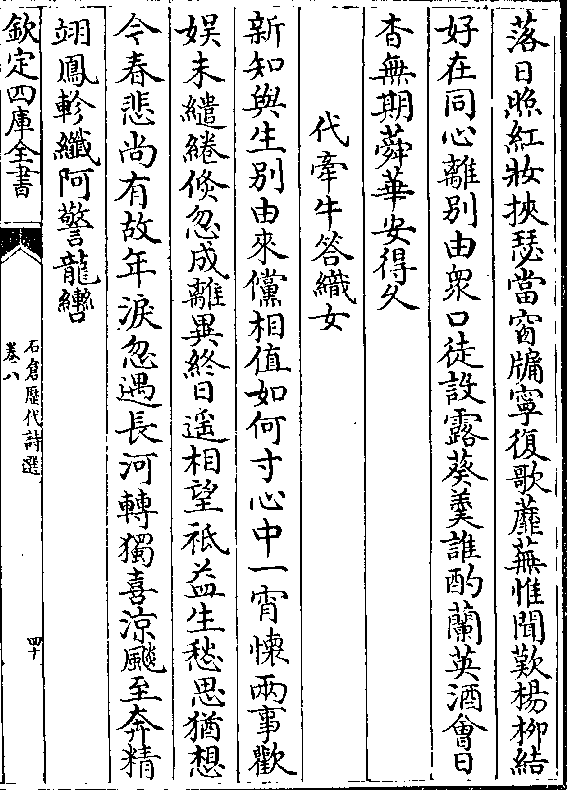 落日照紅妝挾瑟當窗牖寧復歌蘼蕪惟聞歎楊柳結
好在同心離別由衆口徒設露葵羹誰酌蘭英酒會日
杳無期蕣華安得久
代牽牛答織女
新知與生別由來儻相值如何寸心中一宵懷兩事歡
娱未繾綣倏忽成離異終日遥相望祇益生愁思猶想
今春悲尚有故年淚忽遇長河轉獨喜涼飈至奔精
翊鳳軫纖阿警龍轡
欽定四庫全書
石倉歷代詩選
卷八
四十